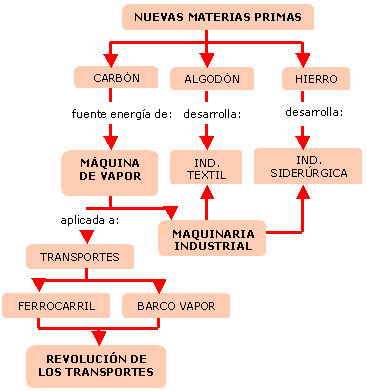 NUEVAS MATERIAS PRIMAS
CARBÓN
ALGODÓN
HIERRO
fuente energía de:
desarrolla:
desarrolla:
MÁQUINA
DE VAPOR
IND.
TEXTIL
IND.
SIDERÚRGICA
aplicada a:
MAQUINARIA
INDUSTRIAL
TRANSPORTES
FERROCARRIL
BARCO VAPOR
REVOLUCIÓN DE
LOS TRANSPORTES